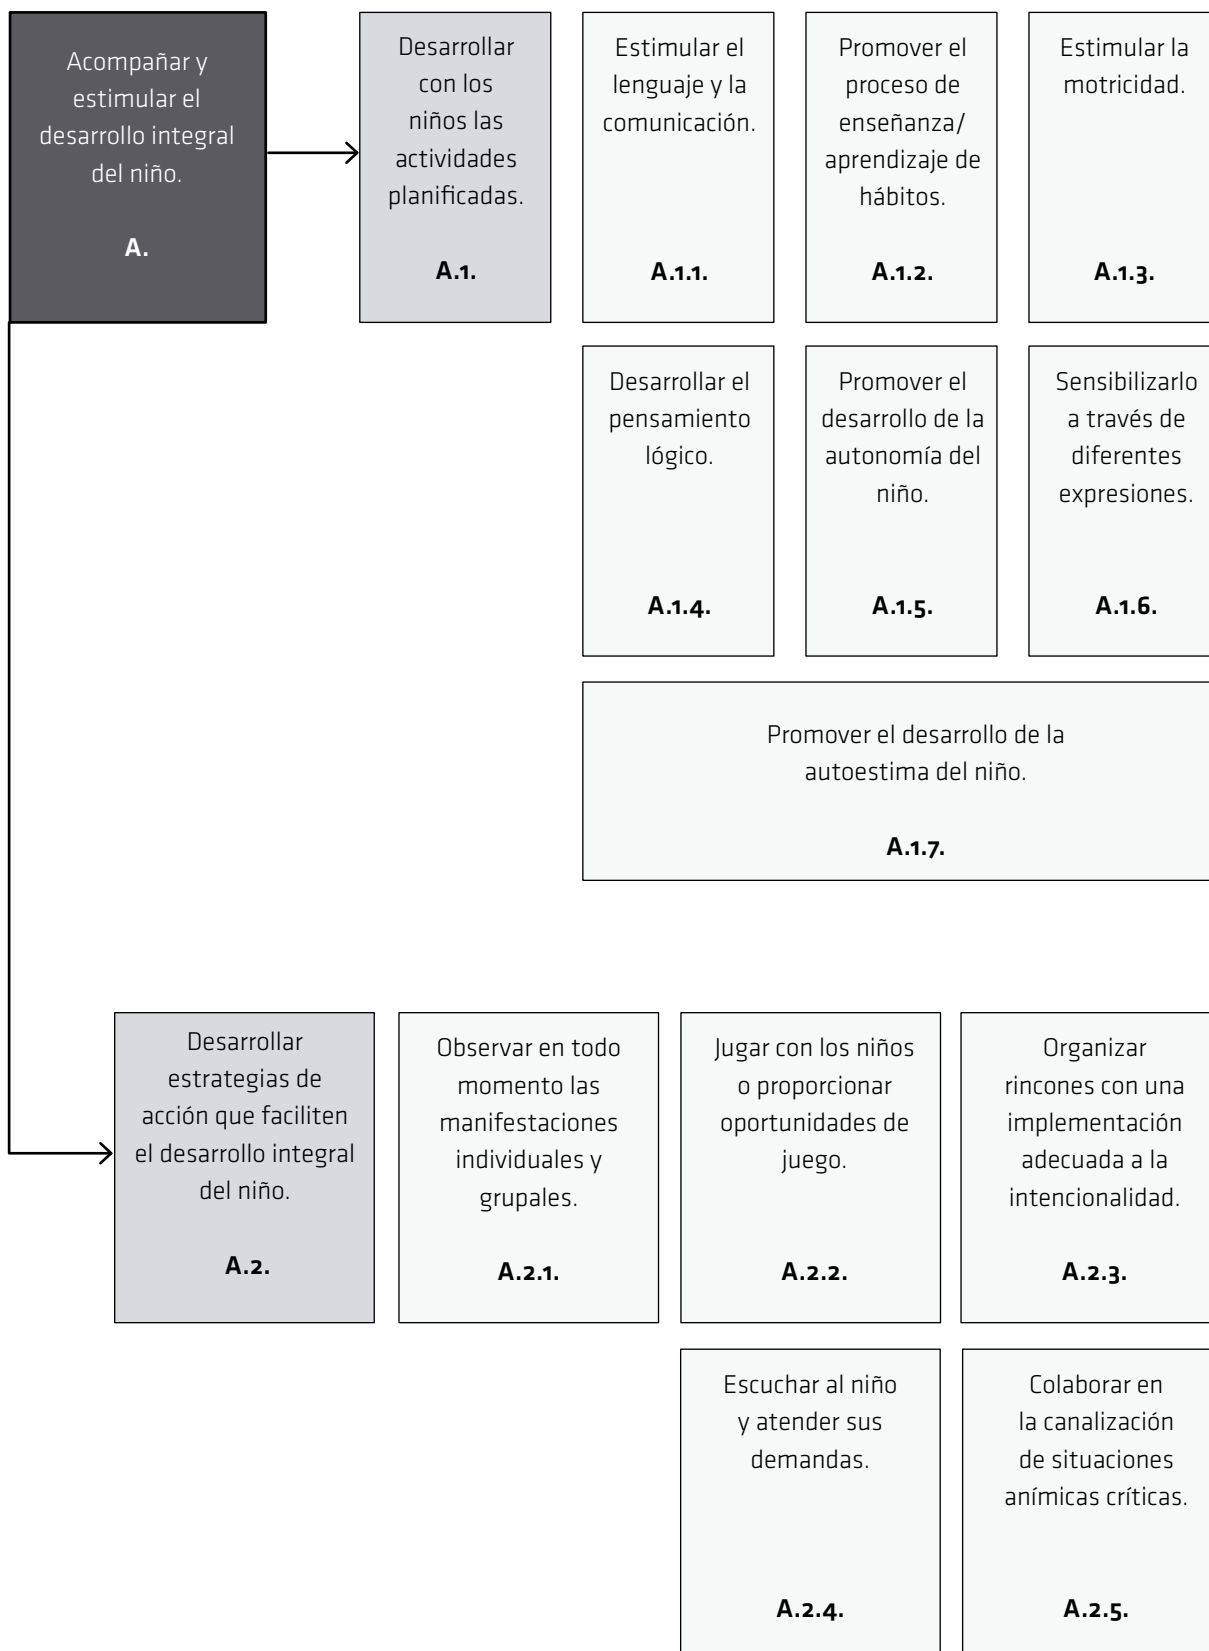 Acompañar y
estimular el
desarrollo integral
del niño.
A.
Desarrollar
con los
niños las
actividades
planificadas.
A.1.
Estimular el
lenguaje y la
comunicación.
A.1.1.
Promover el
proceso de
enseñanza/
aprendizaje de
hábitos.
A.1.2.
Estimular la
motricidad.
A.1.3.
Desarrollar el
pensamiento
lógico.
A.1.4.
Promover el
desarrollo de la
autonomía del
niño.
A.1.5.
Sensibilizarlo
a través de
diferentes
expresiones.
A.1.6.
Promover el desarrollo de la
autoestima del niño.
A.1.7.
Desarrollar
estrategias de
acción que faciliten
el desarrollo integral
del niño.
A.2.
Observar en todo
momento las
manifestaciones
individuales y
grupales.
A.2.1.
Jugar con los niños
o proporcionar
oportunidades de
juego.
A.2.2.
Organizar
rincones con una
implementación
adecuada a la
intencionalidad.
A.2.3.
Escuchar al niño
y atender sus
demandas.
A.2.4.
Colaborar en
la canalización
de situaciones
anímicas críticas.
A.2.5.